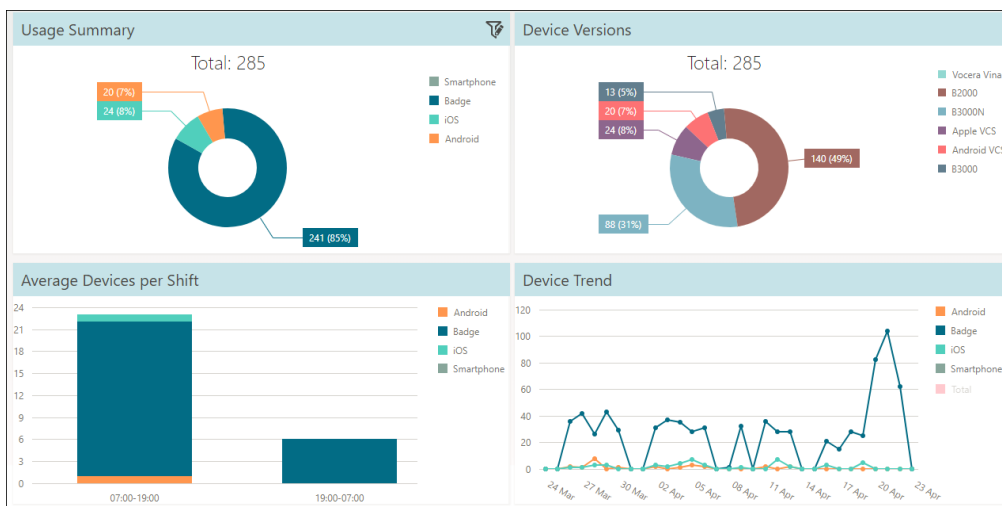 Usage Summary
Total: 285
20 (7%)
24 (8%)
241 (85%)
Smartphone
Badge
iOS
Android
Device Versions
Total: 285
13 (5%)
20 (7%)
24 (8%)
88 (31%)
140 (49%)
Vocera Vina
B2000
B3000N
Apple VCS
Android VCS
B3000
Average Devices per Shift
24
21
18
15
12
9
6
3
0
07:00-19:00
19:00-07:00
Android
Badge
iOS
Smartphone
Device Trend
120
100
80
60
40
20
0
24 Mar
27 Mar
30 Mar
02 Apr
05 Apr
08 Apr
11 Apr
14 Apr
17 Apr
20 Apr
23 Apr
Android
Badge
iOS
Smartphone
Total